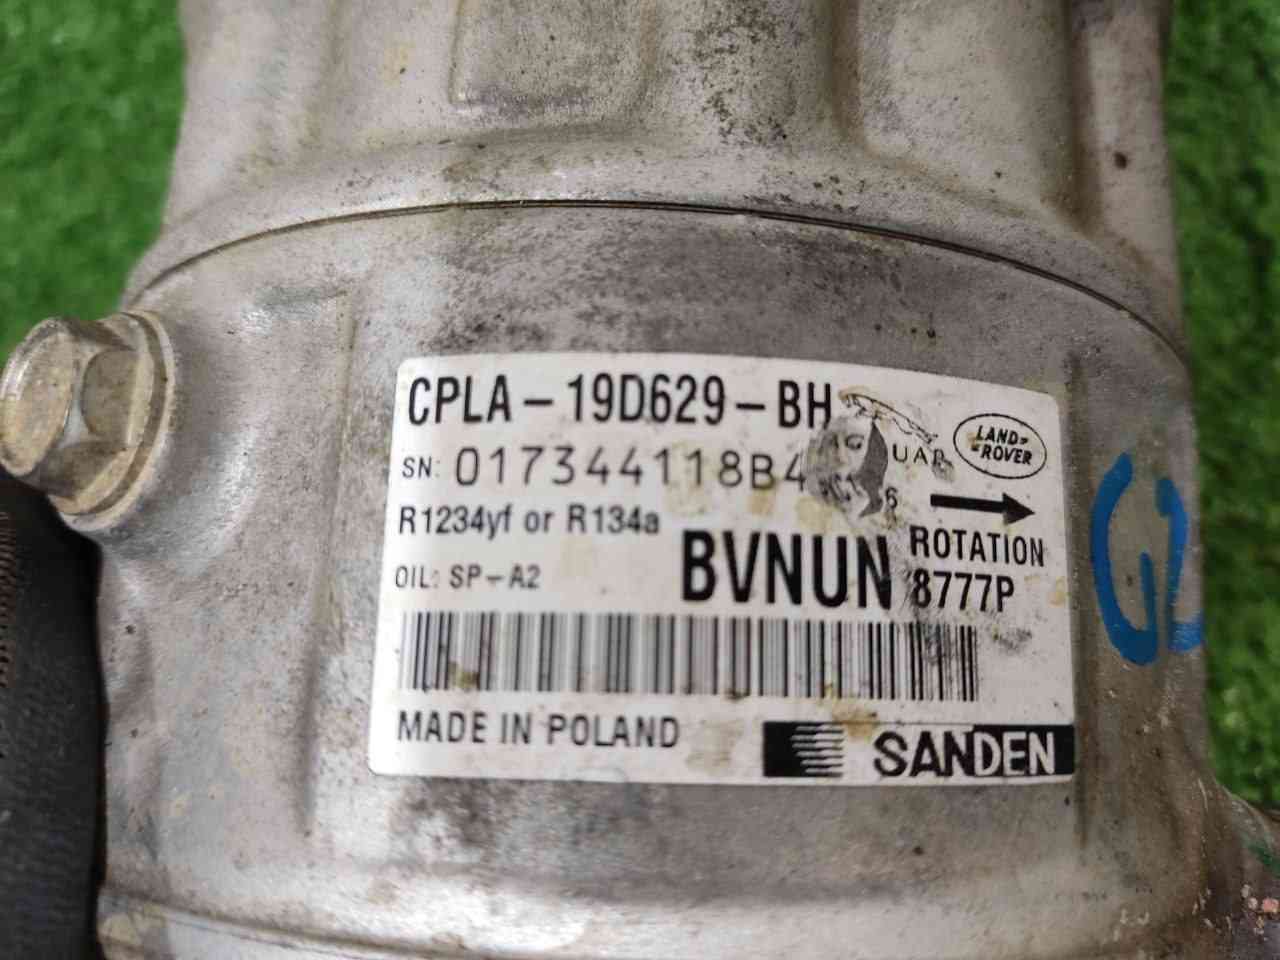 CPLA-19D629-BH
LAND-
-ROVER
SN: 017344118B4
R1234yf or R134a
ROTATION
OIL: SP-A2
BVNUN 8777P
MADE IN POLAND
SANDEN